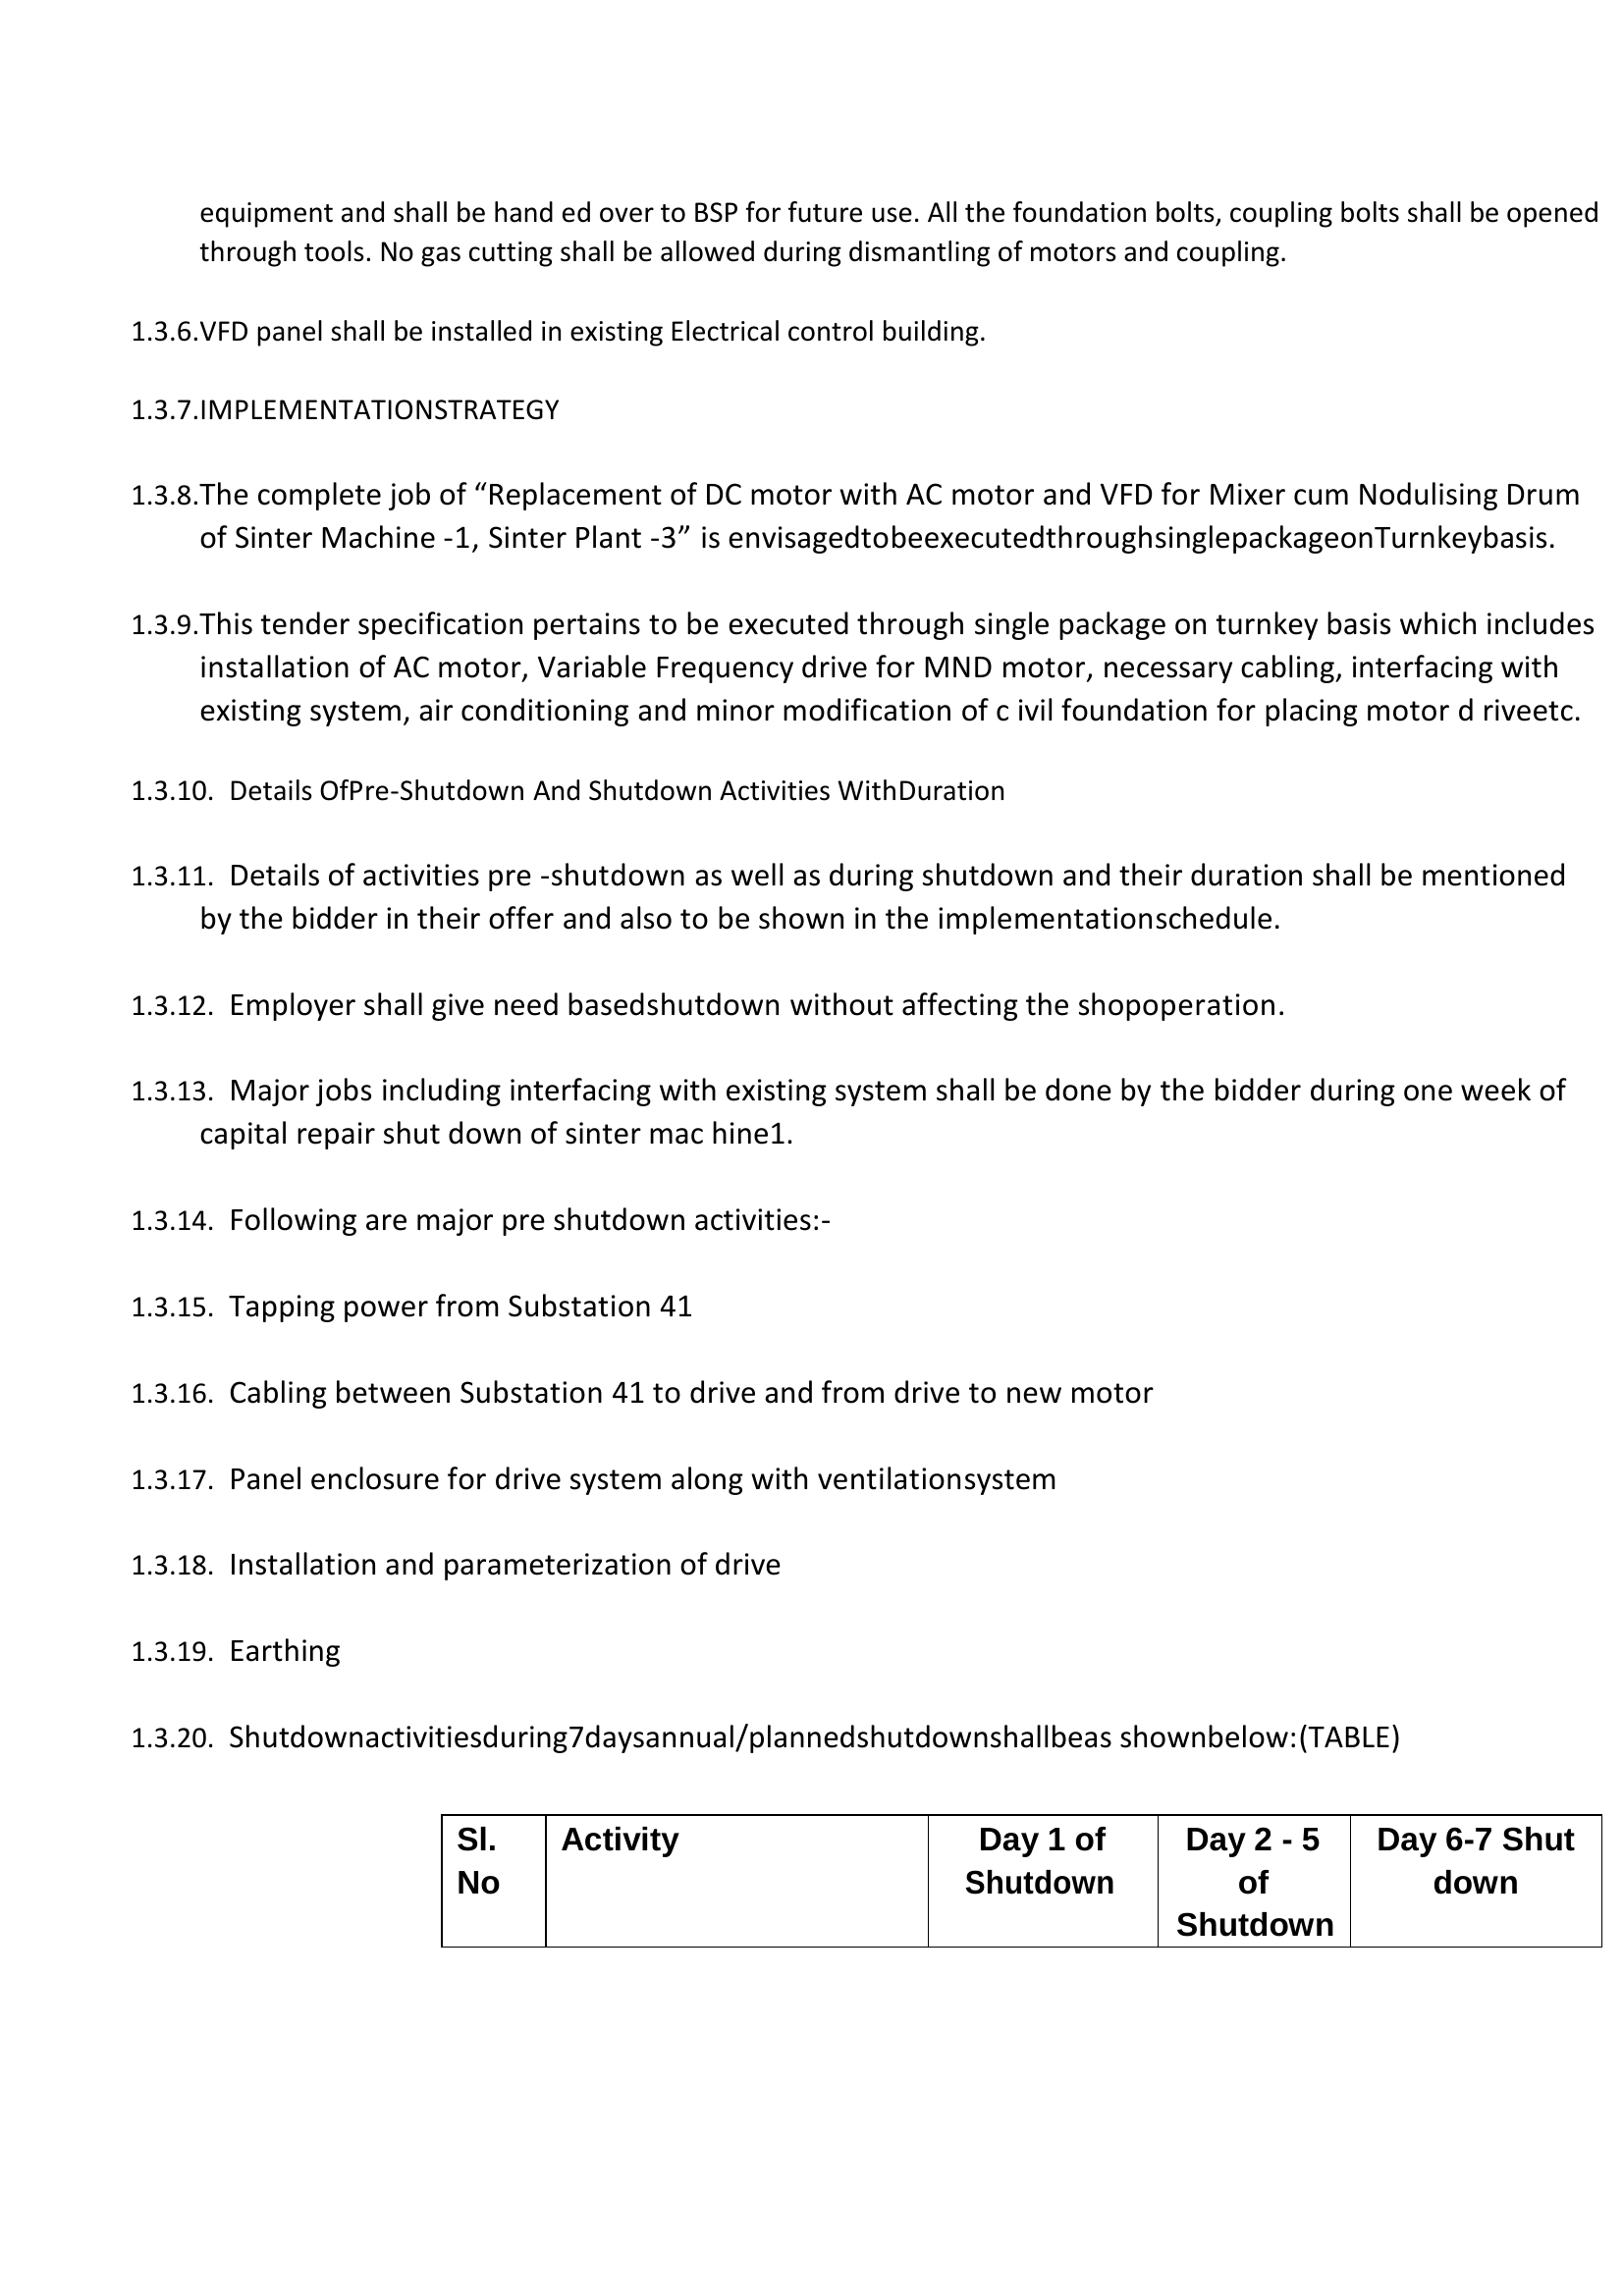 equipment and shall be hand ed over to BSP for future use. All the foundation bolts, coupling bolts shall be opened
through tools. No gas cutting shall be allowed during dismantling of motors and coupling.
1.3.6.VFD panel shall be installed in existing Electrical control building.
1.3.7.IMPLEMENTATIONSTRATEGY
1.3.8.The complete job of “Replacement of DC motor with AC motor and VFD for Mixer cum Nodulising Drum
of Sinter Machine -1, Sinter Plant -3” is envisagedtobeexecutedthroughsinglepackageonTurnkeybasis.
1.3.9.This tender specification pertains to be executed through single package on turnkey basis which includes
installation of AC motor, Variable Frequency drive for MND motor, necessary cabling, interfacing with
existing system, air conditioning and minor modification of c ivil foundation for placing motor d riveetc.
1.3.10. Details OfPre-Shutdown And Shutdown Activities WithDuration
1.3.11. Details of activities pre -shutdown as well as during shutdown and their duration shall be mentioned
by the bidder in their offer and also to be shown in the implementationschedule.
1.3.12. Employer shall give need basedshutdown without affecting the shopoperation.
1.3.13. Major jobs including interfacing with existing system shall be done by the bidder during one week of
capital repair shut down of sinter mac hine1.
1.3.14. Following are major pre shutdown activities:-
1.3.15. Tapping power from Substation 41
1.3.16. Cabling between Substation 41 to drive and from drive to new motor
1.3.17. Panel enclosure for drive system along with ventilationsystem
1.3.18. Installation and parameterization of drive
1.3.19. Earthing
1.3.20. Shutdownactivitiesduring7daysannual/plannedshutdownshallbeas shownbelow:(TABLE)
Sl. Activity Day 1 of Day 2 - 5 Day 6-7 Shut
No Shutdown of down
Shutdown